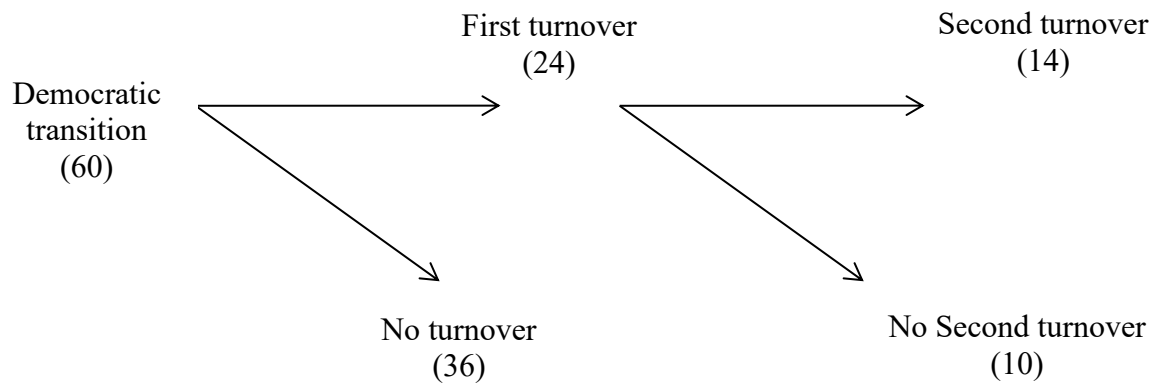 First turnover
(24)
Second turnover
(14)
Democratic
transition
(60)
No turnover
(36)
No Second turnover
(10)